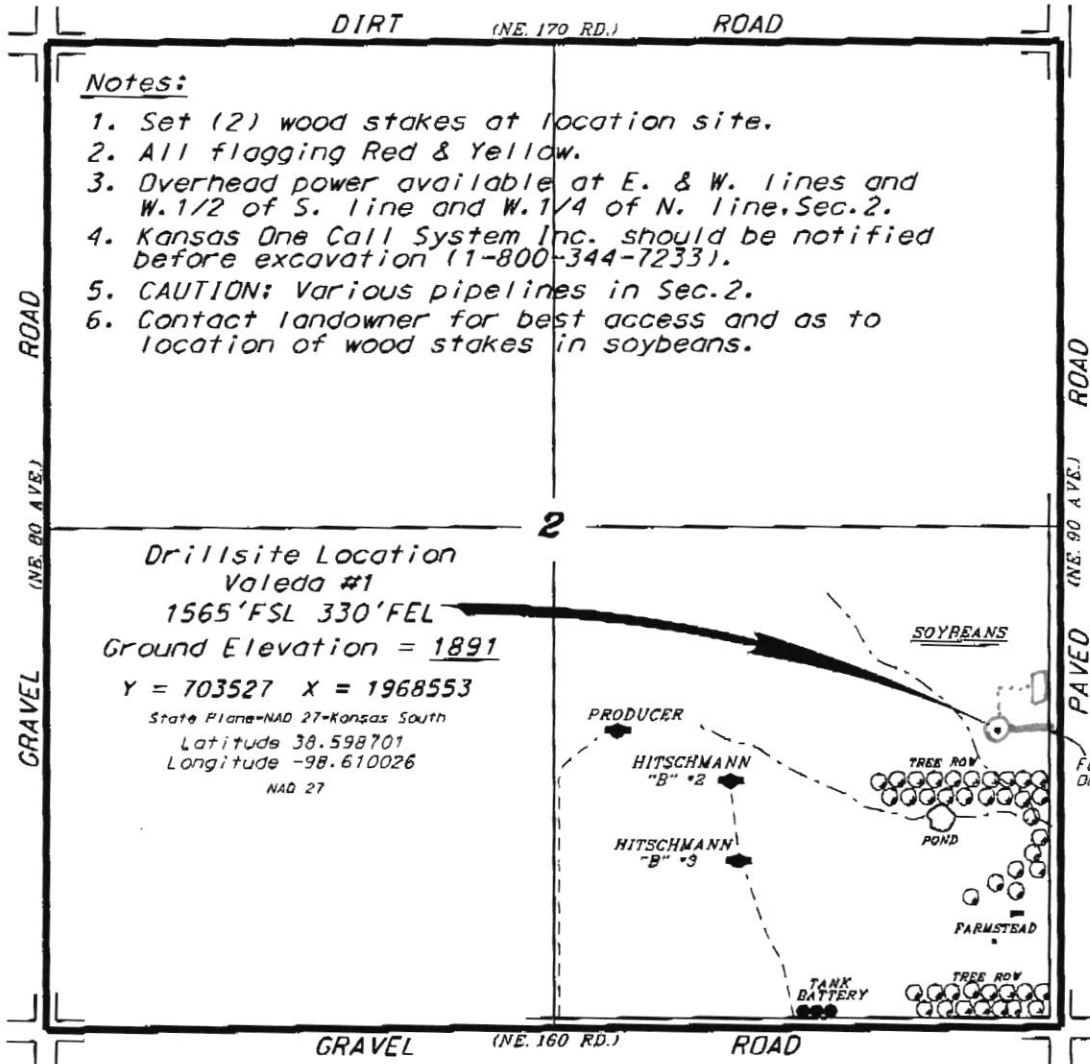 DIRT (NE. 170 RD.) ROAD
Notes:
1. Set (2) wood stakes at location site.
2. All flagging Red & Yellow.
3. Overhead power available at E. & W. lines and
W. 1/2 of S. line and W. 1/4 of N. line, Sec. 2.
4. Kansas One Call System Inc. should be notified
before excavation (1-800-344-7233).
5. CAUTION: Various pipelines in Sec. 2.
6. Contact landowner for best access and as to
location of wood stakes in soybeans.
ROAD
(NE. 80 AVE.)
GRAVEL
ROAD
(NE. 90 AVE.)
PAVED
2
Drillsite Location
Valeda #1
1565'FSL 330'FEL
Ground Elevation = 1891
Y = 703527 X = 1968553
State Plane-NAD 27-Kansas South
Latitude 38.598701
Longitude -98.610026
NAD 27
SOYBEANS
PRODUCER
HITSCHMANN
"B" #2
TREE ROW
POND
HITSCHMANN
"B" #3
FARMSTEAD
TREE ROW
TANK
BATTERY
GRAVEL (NE. 160 RD.) ROAD